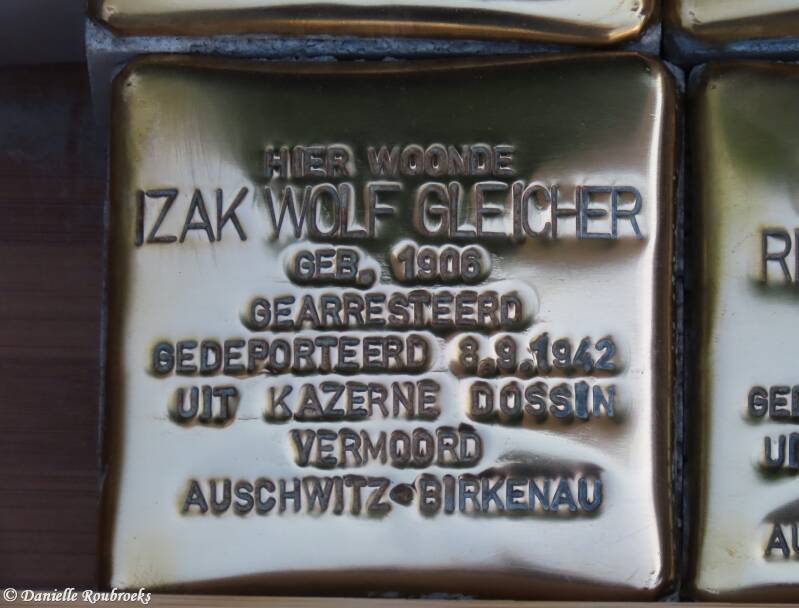 HIER WOONDE
IZAK WOLF GLEICHER
GEB. 1906
GEARRESTEERD
GEDEPORTEERD 8.9.1942
UIT KAZERNE DOSSIN
VERMOORD
AUSCHWITZ-BIRKENAU
© Danielle Roubroeks